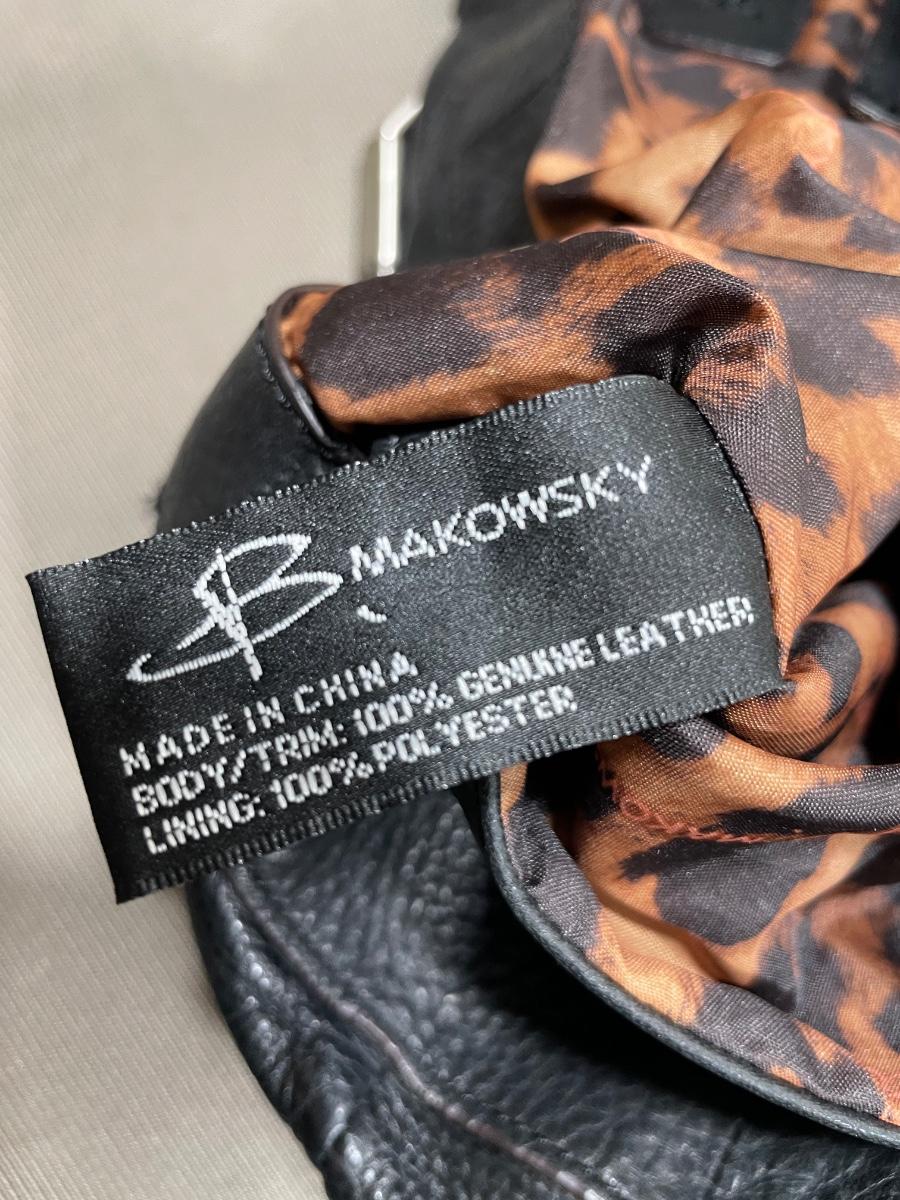 B MAKOWSKY
MADE IN CHINA
BODY/TRIM: 100% GENUINE LEATHER
LINING: 100% POLYESTER